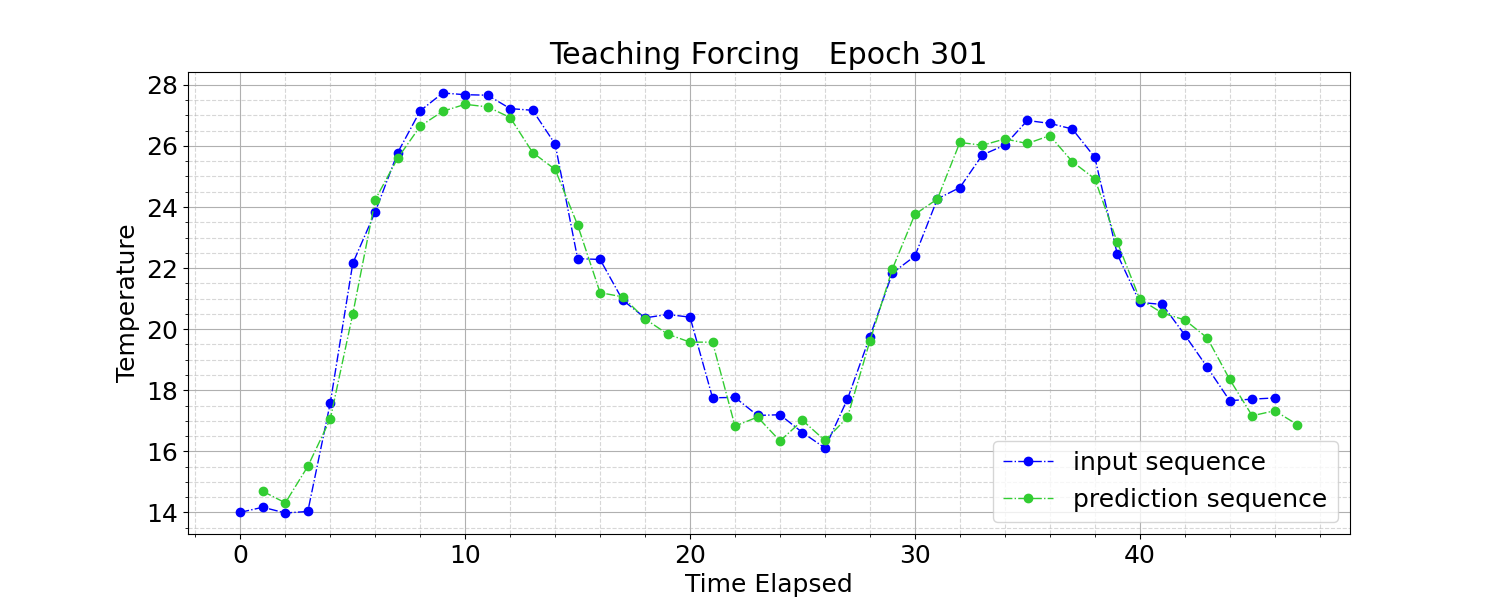 Teaching Forcing   Epoch 301
28
26
24
22
20
18
16
14
Temperature
0 10 20 30 40
Time Elapsed
input sequence
prediction sequence